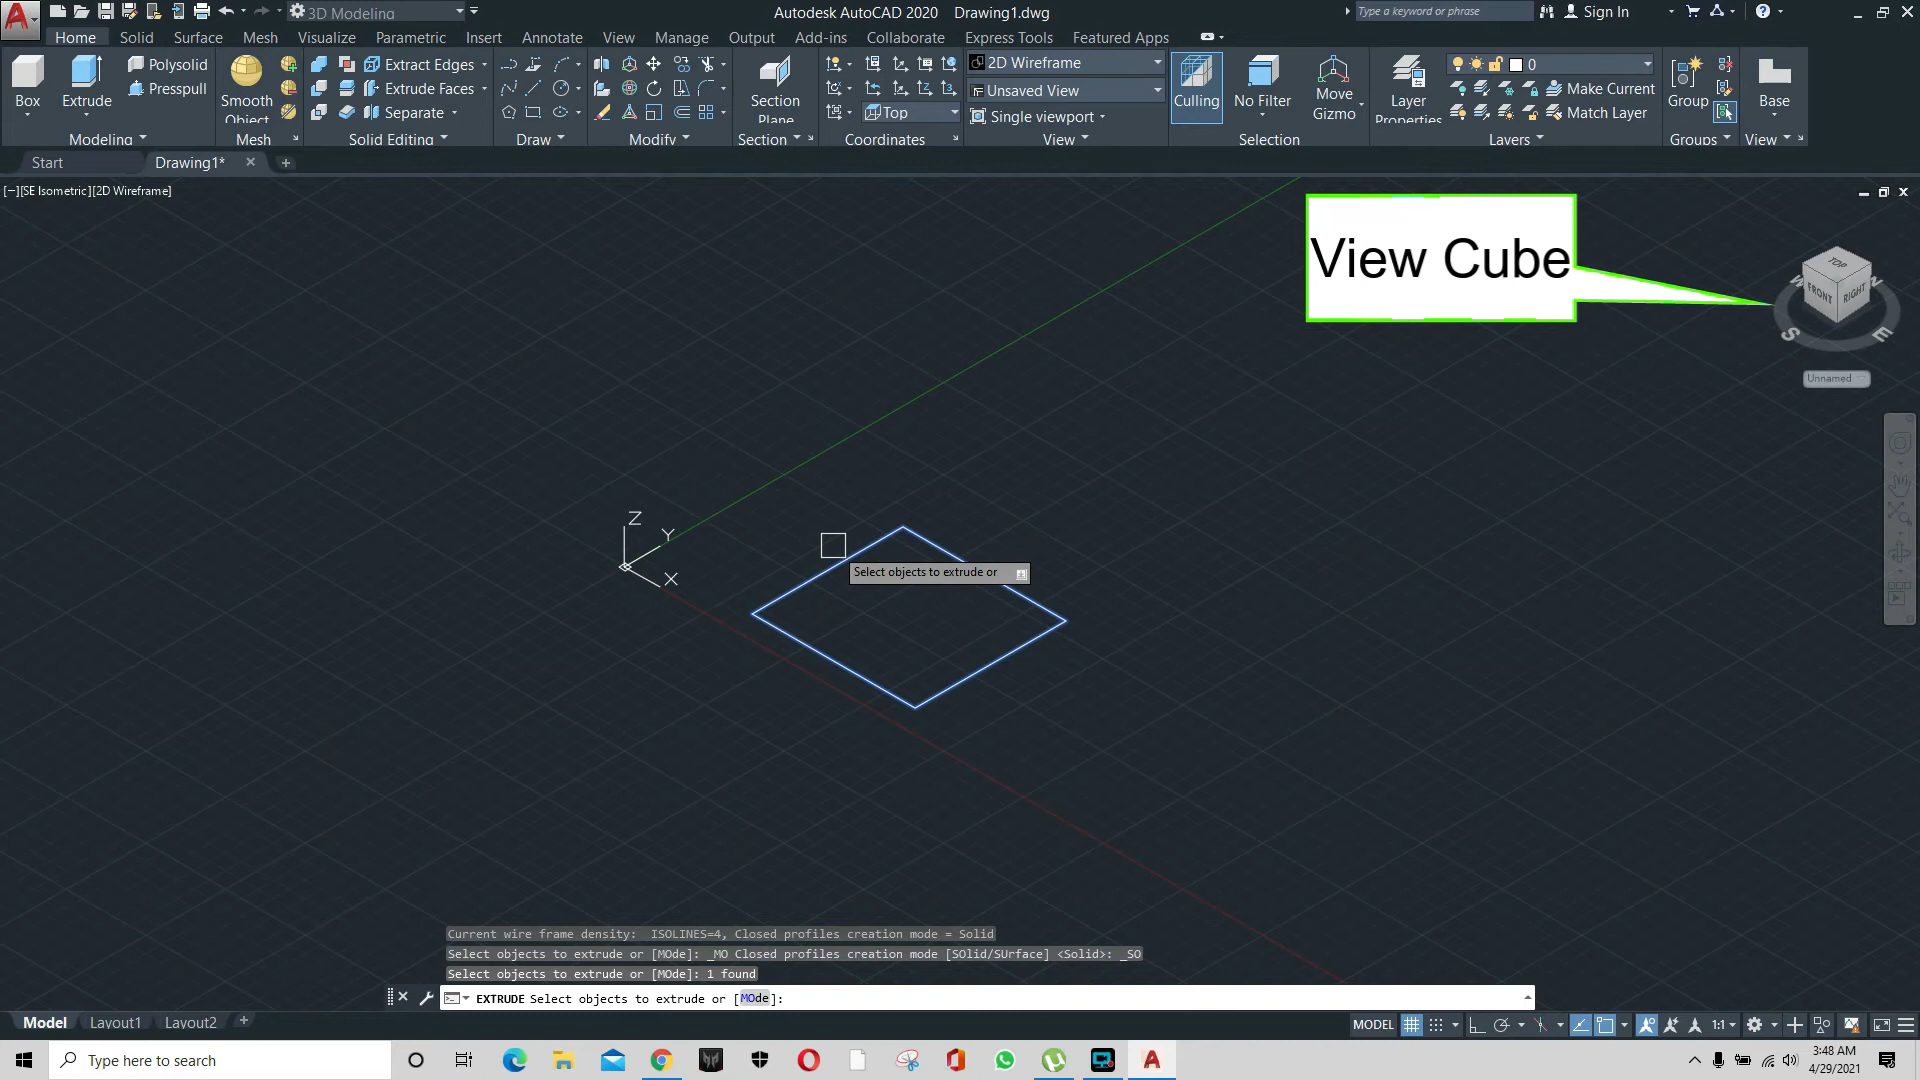 3D Modeling
Autodesk AutoCAD 2020 Drawing1.dwg
Type a keyword or phrase
Sign In
Home Solid Surface Mesh Visualize Parametric Insert Annotate View Manage Output Add-ins Collaborate Express Tools Featured Apps
Box
Extrude
Polysolid
Presspull
Smooth
Object
Extract Edges
Extrude Faces
Separate
Section
Plane
Top
2D Wireframe
Unsaved View
Single viewport
Culling
No Filter
Move
Gizmo
Layer
Properties
0
Make Current
Match Layer
Group
Base
Modeling Mesh Solid Editing Draw Modify Section Coordinates View Selection Layers Groups View
Start
Drawing1*
[−][SE Isometric][2D Wireframe]
View Cube
TOP
FRONT
RIGHT
W
N
S
E
Unnamed
Z
Y
X
Select objects to extrude or
Current wire frame density: ISOLINES=4, Closed profiles creation mode = Solid
Select objects to extrude or [MOde]: _MO Closed profiles creation mode [SOlid/SUrface] <Solid>: _SO
Select objects to extrude or [MOde]: 1 found
EXTRUDE Select objects to extrude or [MOde]:
Model Layout1 Layout2
MODEL
1:1
Type here to search
3:48 AM
4/29/2021